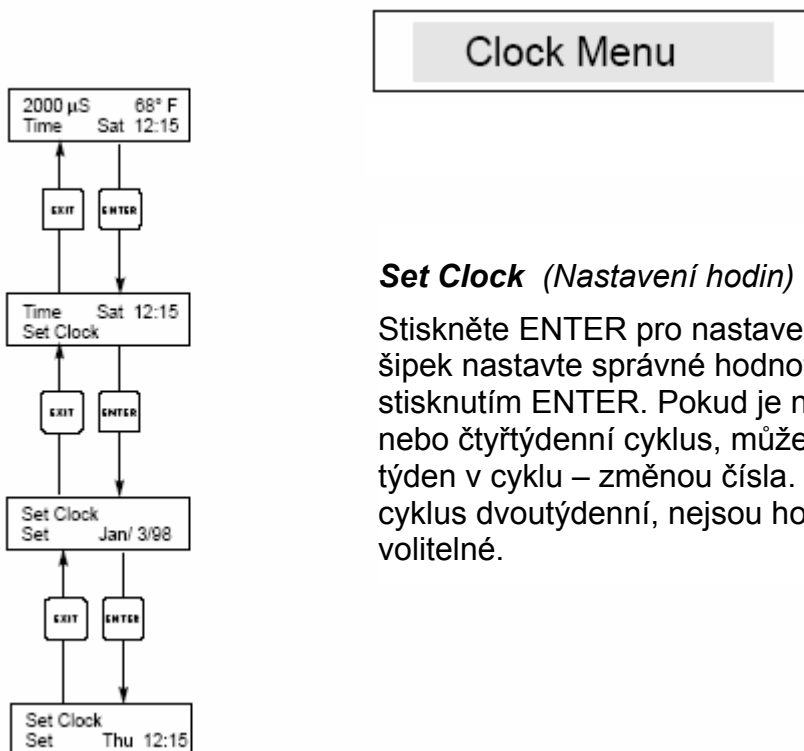 Clock Menu
2000 µS 68° F
Time Sat 12:15
EXIT ENTER
Time Sat 12:15
Set Clock
EXIT ENTER
Set Clock
Set Jan/ 3/98
EXIT ENTER
Set Clock
Set Thu 12:15
Set Clock (Nastavení hodin)
Stiskněte ENTER pro nastave
šipek nastavte správné hodno
stisknutím ENTER. Pokud je n
nebo čtyřtýdenní cyklus, může
týden v cyklu – změnou čísla.
cyklus dvoutýdenní, nejsou ho
volitelné.